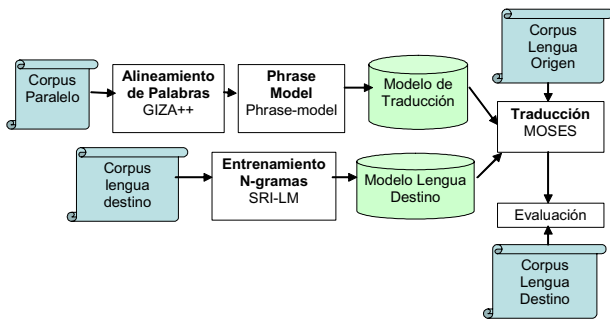 Corpus
Paralelo
Alineamiento
de Palabras
GIZA++
Phrase
Model
Phrase-model
Modelo de
Traducción
Corpus
Lengua
Origen
Traducción
MOSES
Corpus
lengua
destino
Entrenamiento
N-gramas
SRI-LM
Modelo Lengua
Destino
Evaluación
Corpus
Lengua
Destino